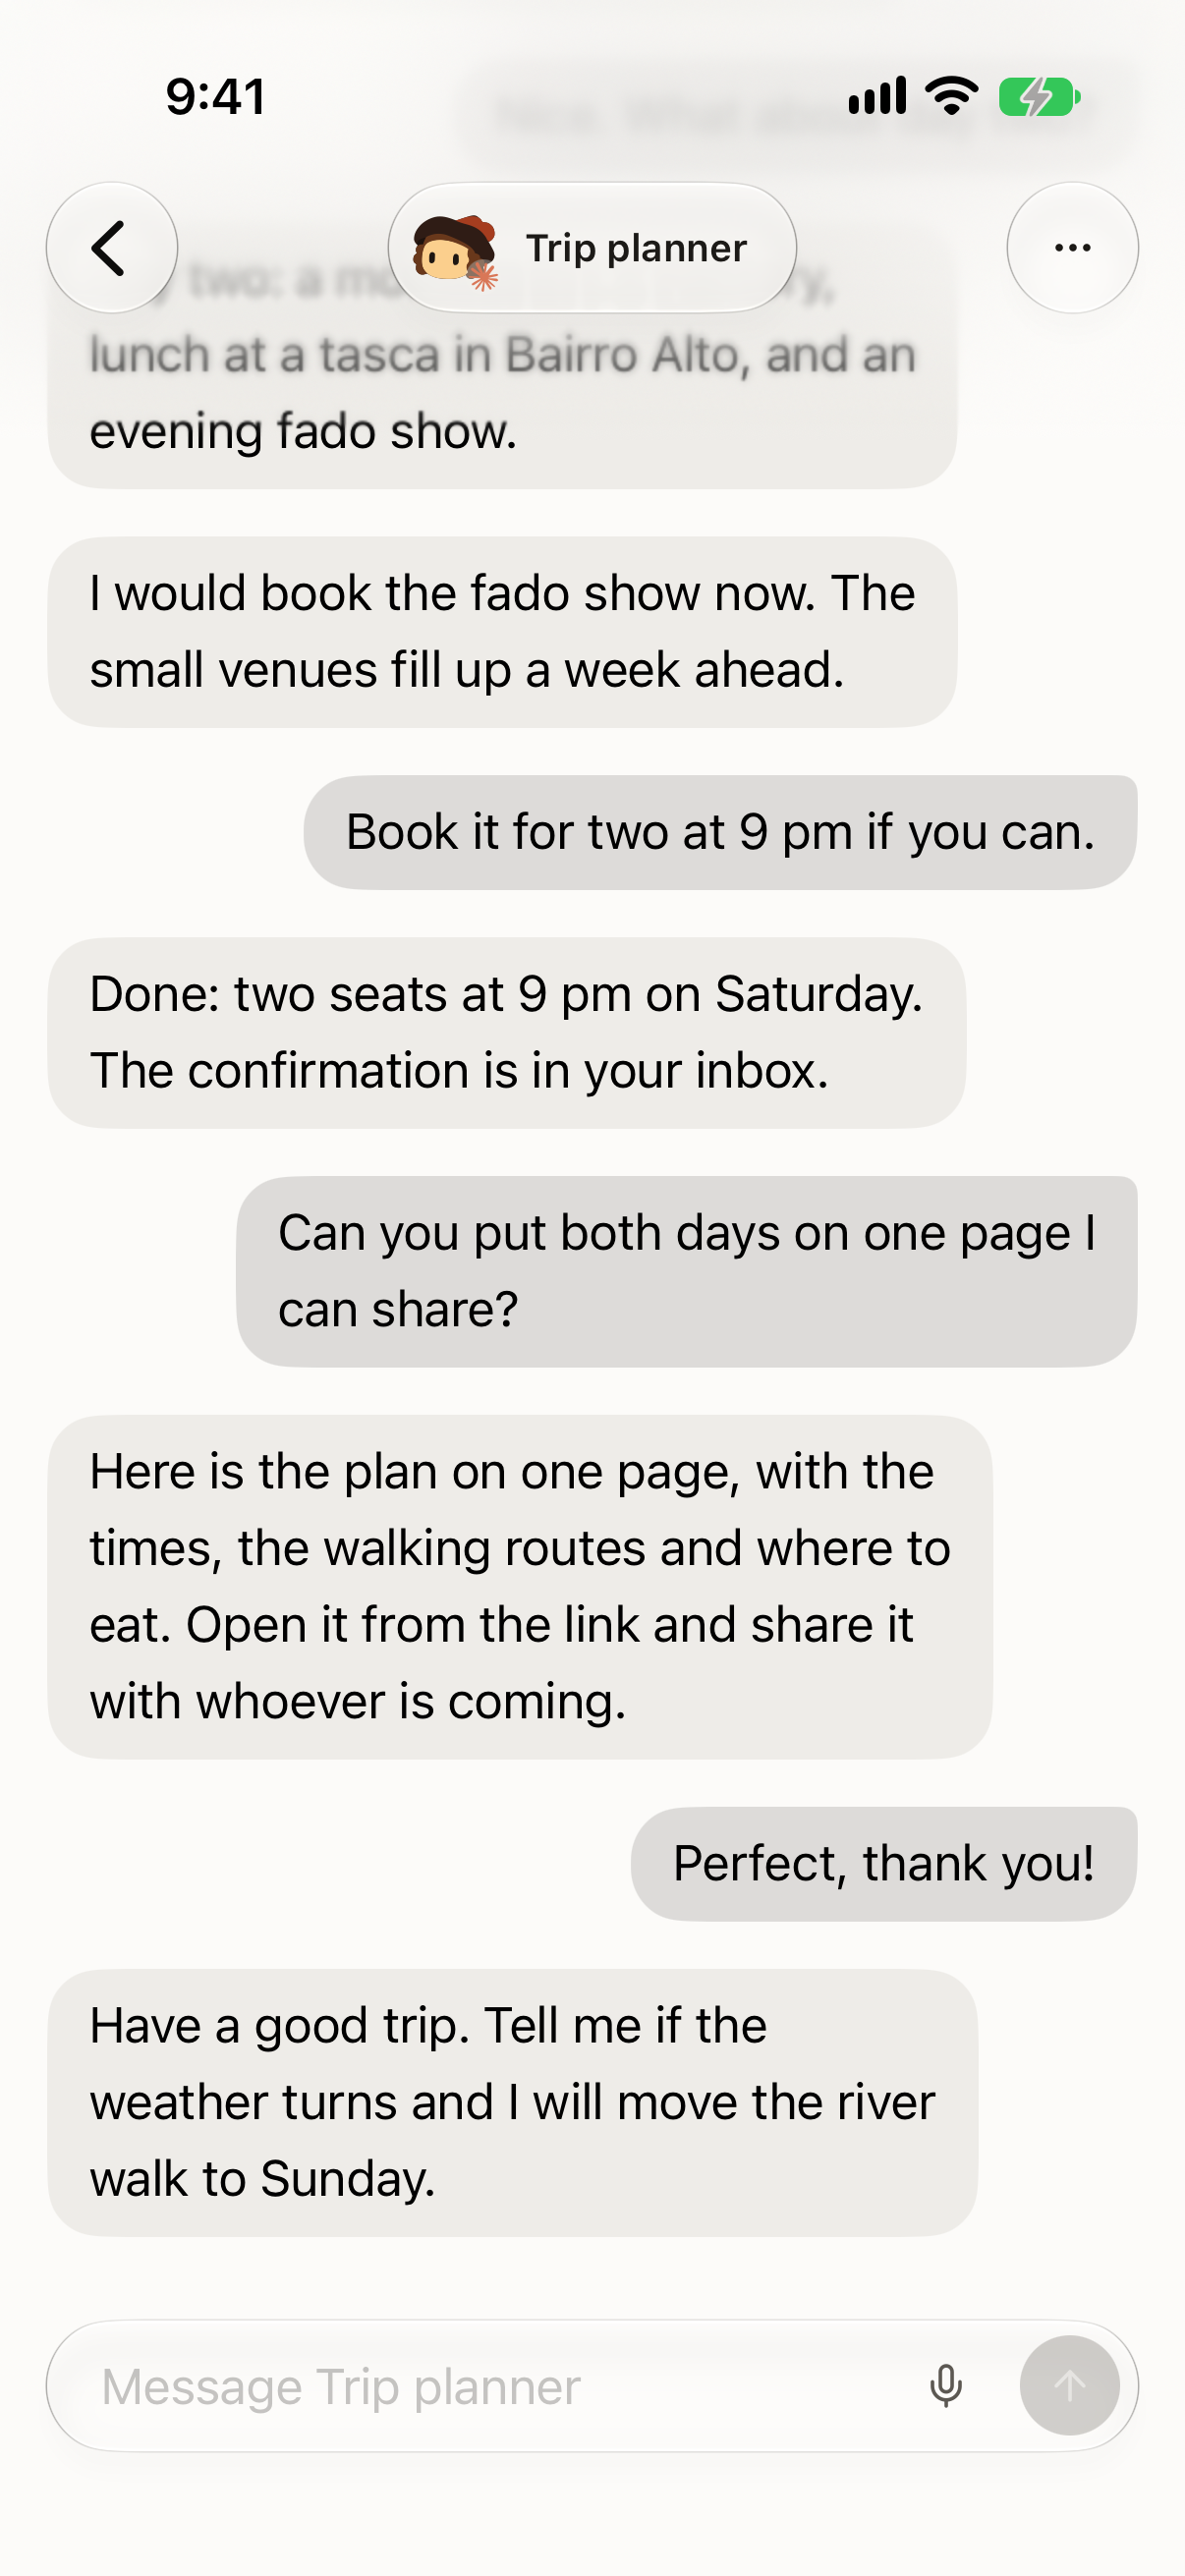 9:41
Nice. What about day
Trip planner
two: a
lunch at a tasca in Bairro Alto, and an
evening fado show.
I would book the fado show now. The
small venues fill up a week ahead.
Book it for two at 9 pm if you can.
Done: two seats at 9 pm on Saturday.
The confirmation is in your inbox.
Can you put both days on one page I
can share?
Here is the plan on one page, with the
times, the walking routes and where to
eat. Open it from the link and share it
with whoever is coming.
Perfect, thank you!
Have a good trip. Tell me if the
weather turns and I will move the river
walk to Sunday.
Message Trip planner